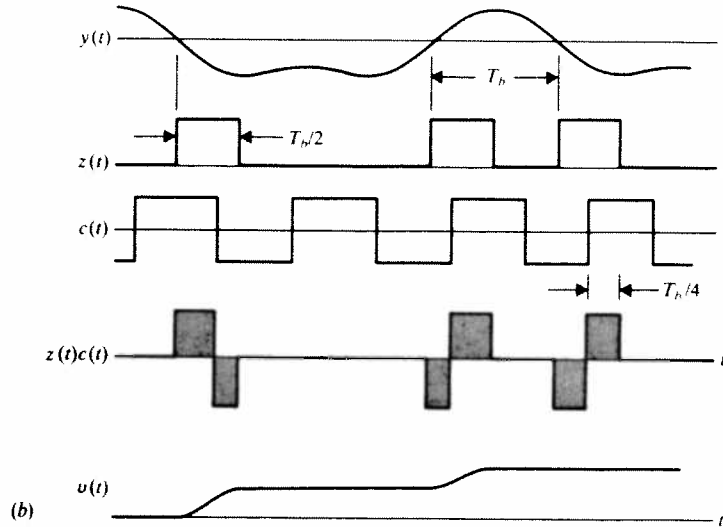 y(t)
T_b
T_b/2
z(t)
c(t)
T_b/4
z(t)c(t)
t
υ(t)
(b)
t